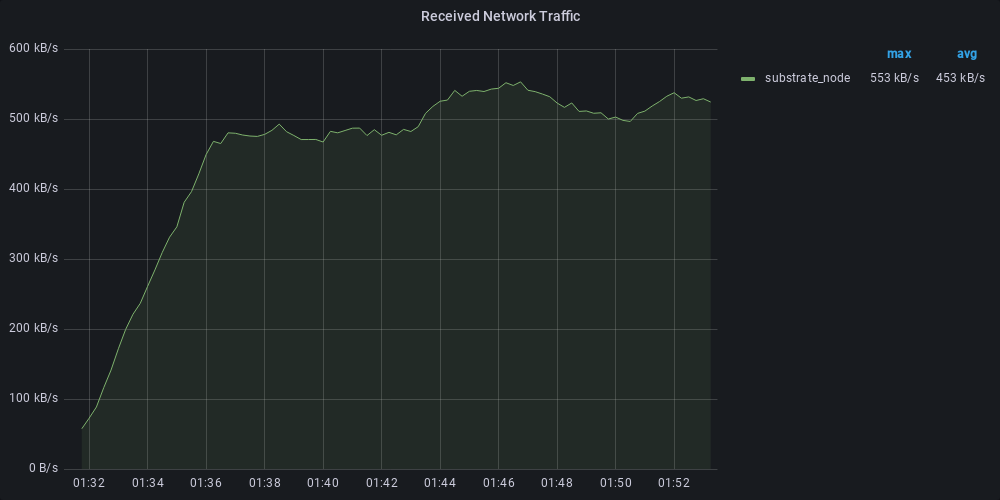 Received Network Traffic
600 kB/s
500 kB/s
400 kB/s
300 kB/s
200 kB/s
100 kB/s
0 B/s
01:32 01:34 01:36 01:38 01:40 01:42 01:44 01:46 01:48 01:50 01:52
max avg
substrate_node 553 kB/s 453 kB/s